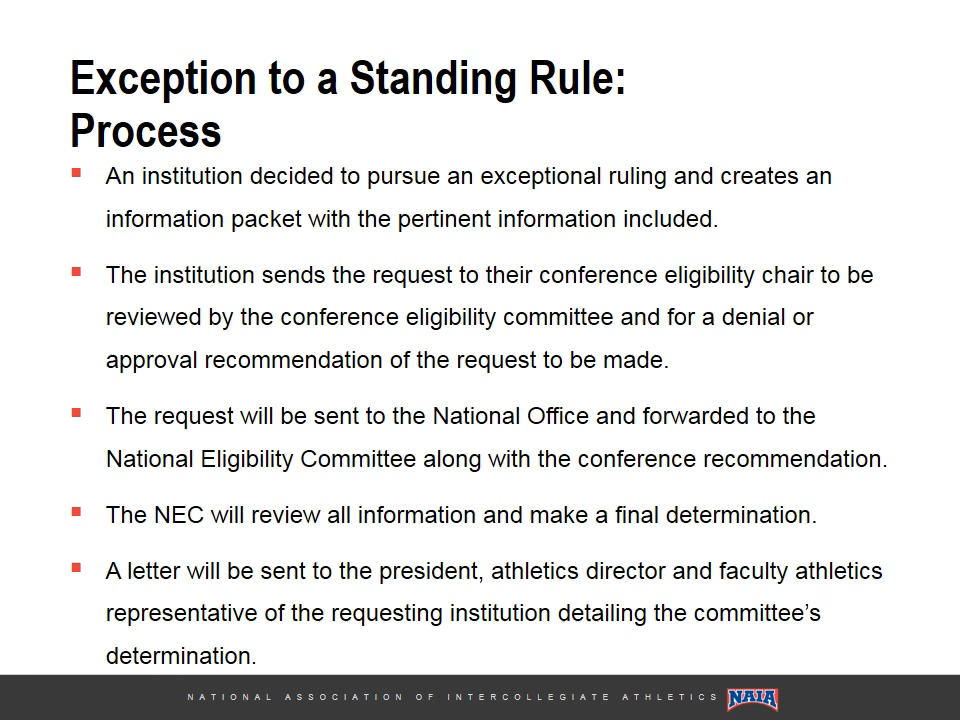 Exception to a Standing Rule:
Process
An institution decided to pursue an exceptional ruling and creates an
information packet with the pertinent information included.
The institution sends the request to their conference eligibility chair to be
reviewed by the conference eligibility committee and for a denial or
approval recommendation of the request to be made.
The request will be sent to the National Office and forwarded to the
National Eligibility Committee along with the conference recommendation.
The NEC will review all information and make a final determination.
A letter will be sent to the president, athletics director and faculty athletics
representative of the requesting institution detailing the committee’s
determination.
NATIONAL ASSOCIATION OF INTERCOLLEGIATE ATHLETICS NAIA